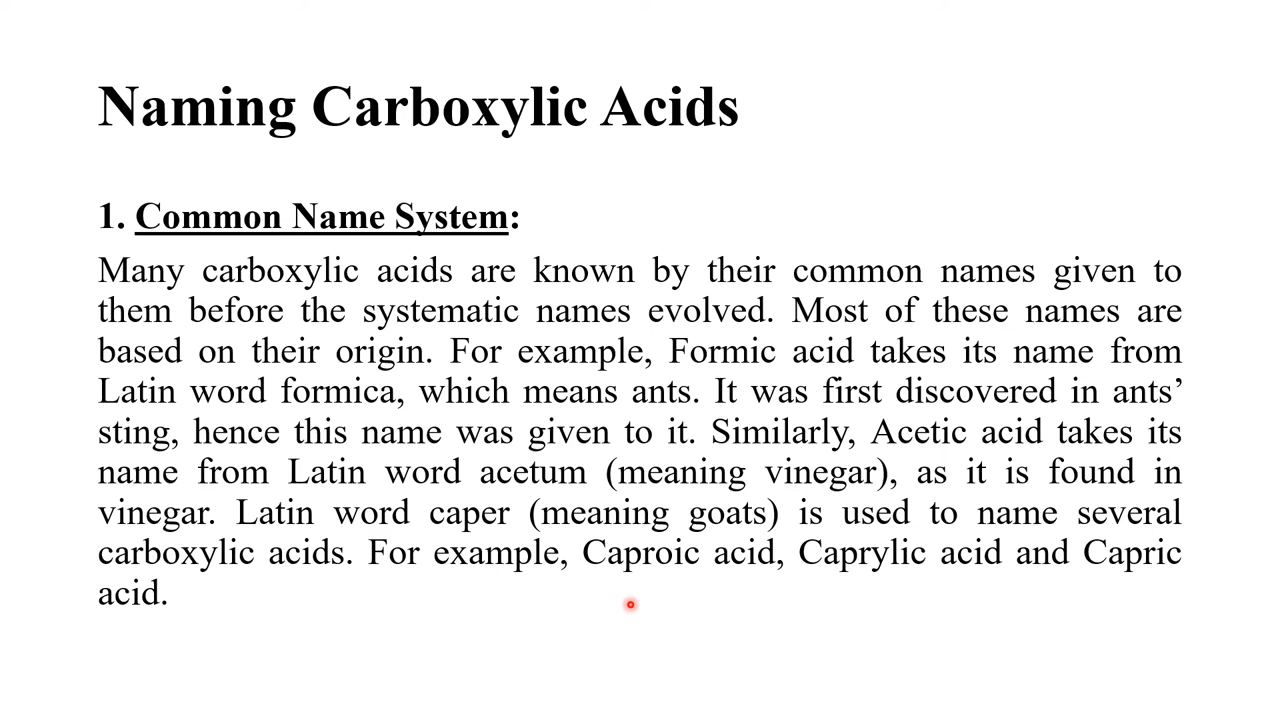 Naming Carboxylic Acids
1. Common Name System:
Many carboxylic acids are known by their common names given to
them before the systematic names evolved. Most of these names are
based on their origin. For example, Formic acid takes its name from
Latin word formica, which means ants. It was first discovered in ants’
sting, hence this name was given to it. Similarly, Acetic acid takes its
name from Latin word acetum (meaning vinegar), as it is found in
vinegar. Latin word caper (meaning goats) is used to name several
carboxylic acids. For example, Caproic acid, Caprylic acid and Capric
acid.